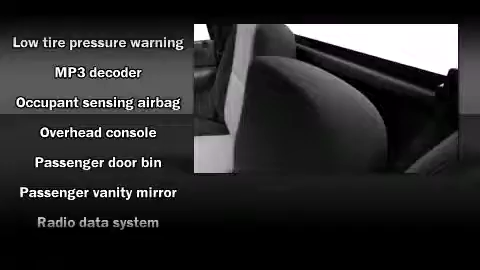 Low tire pressure warning
MP3 decoder
Occupant sensing airbag
Overhead console
Passenger door bin
Passenger vanity mirror
Radio data system